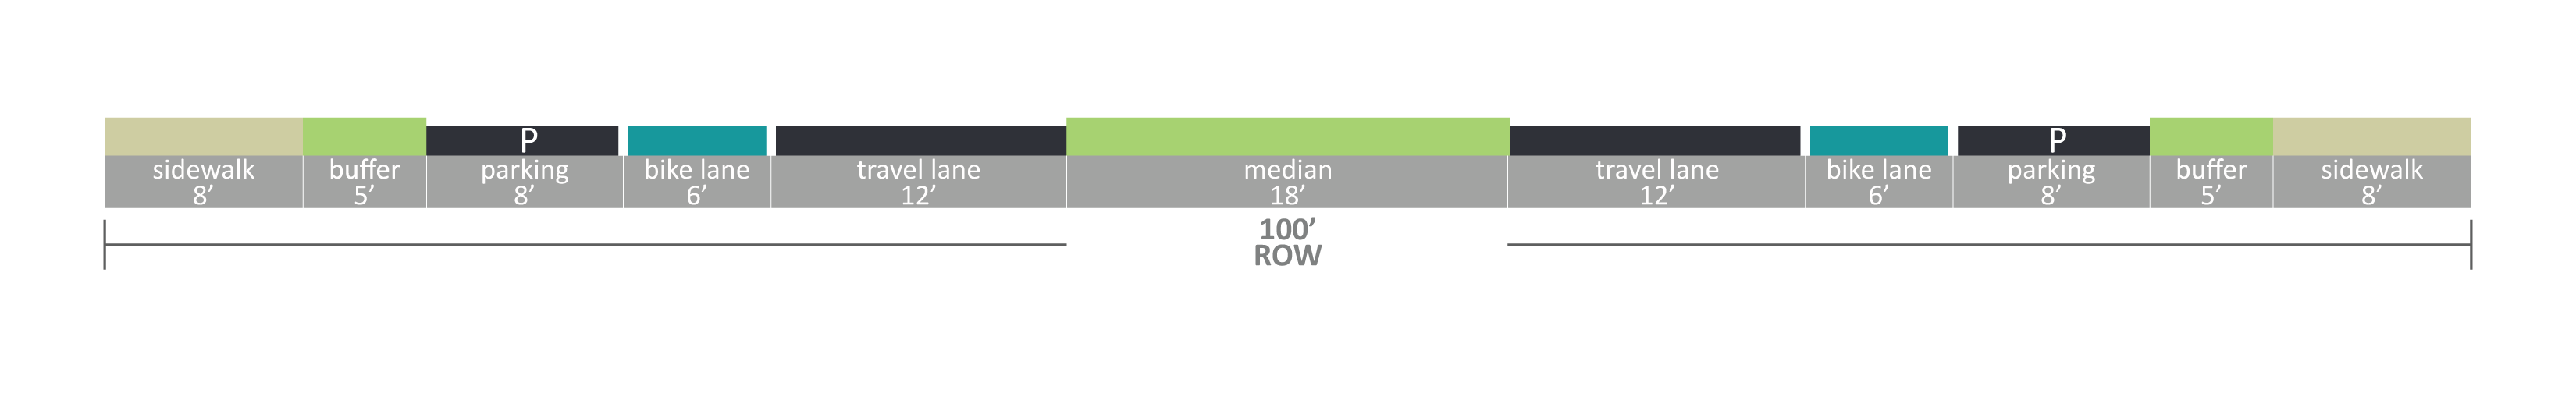 P P
sidewalk buffer parking bike lane travel lane median travel lane bike lane parking buffer sidewalk
8’ 5’ 8’ 6’ 12’ 18’ 12’ 6’ 8’ 5’ 8’
100’
ROW